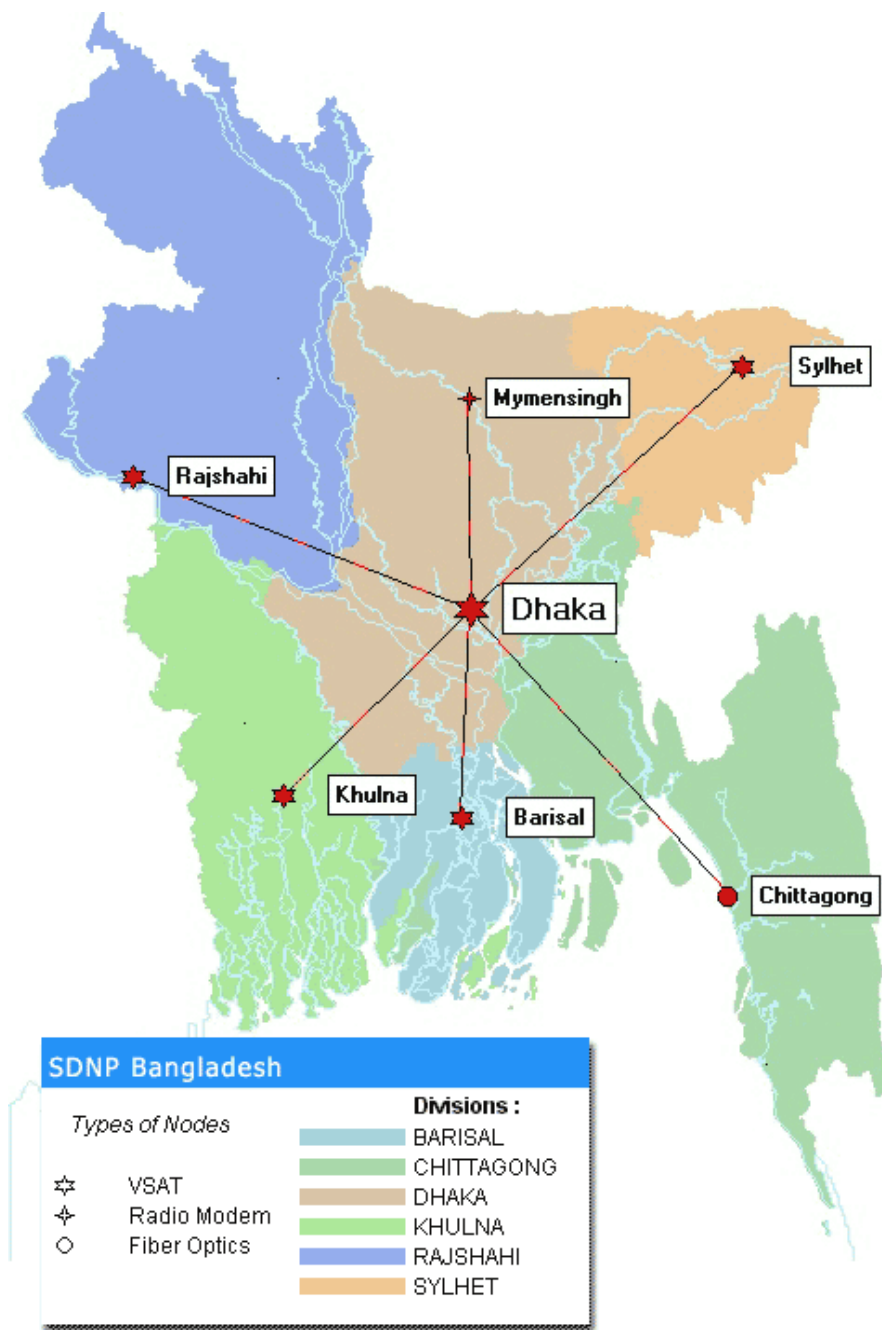 Sylhet
Mymensingh
Rajshahi
Dhaka
Khulna
Barisal
Chittagong
SDNP Bangladesh
Types of Nodes
VSAT
Radio Modem
Fiber Optics
Divisions :
BARISAL
CHITTAGONG
DHAKA
KHULNA
RAJSHAHI
SYLHET